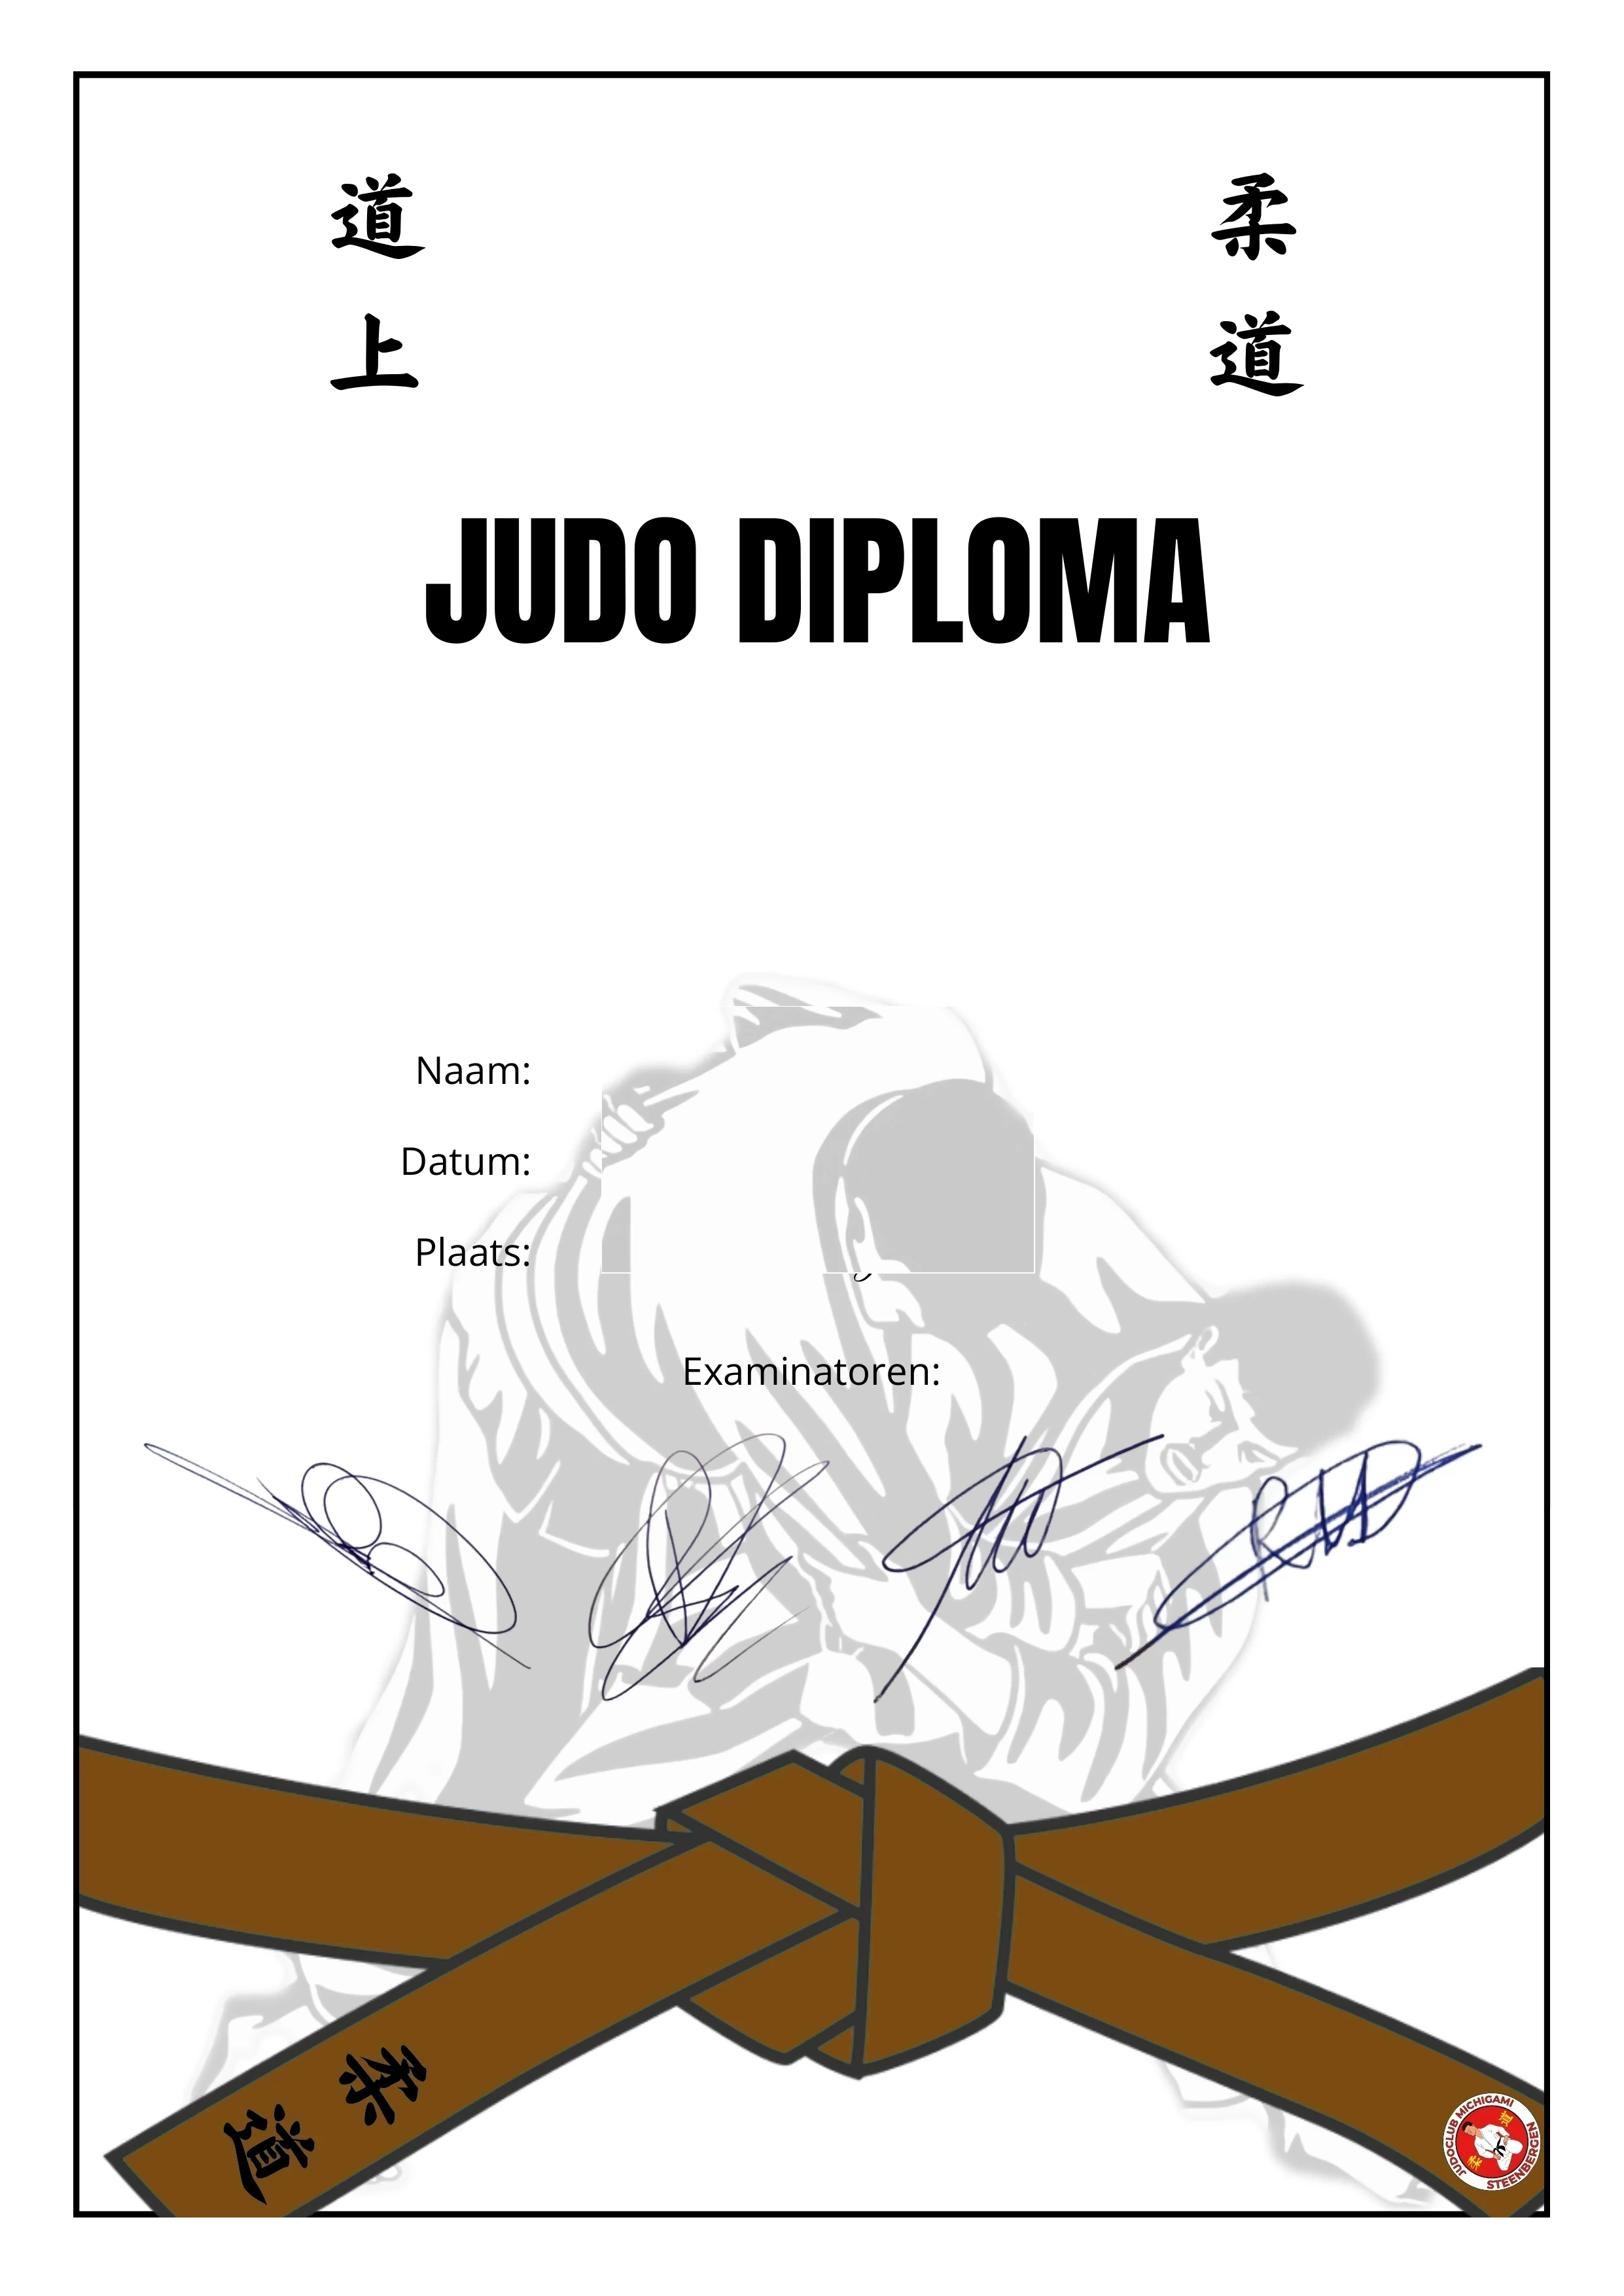 道上
柔道
JUDO DIPLOMA
Naam:
Datum:
Plaats:
Examinatoren:
柔道
JUDOCLUB MICHIGAMI
STEENBERGEN